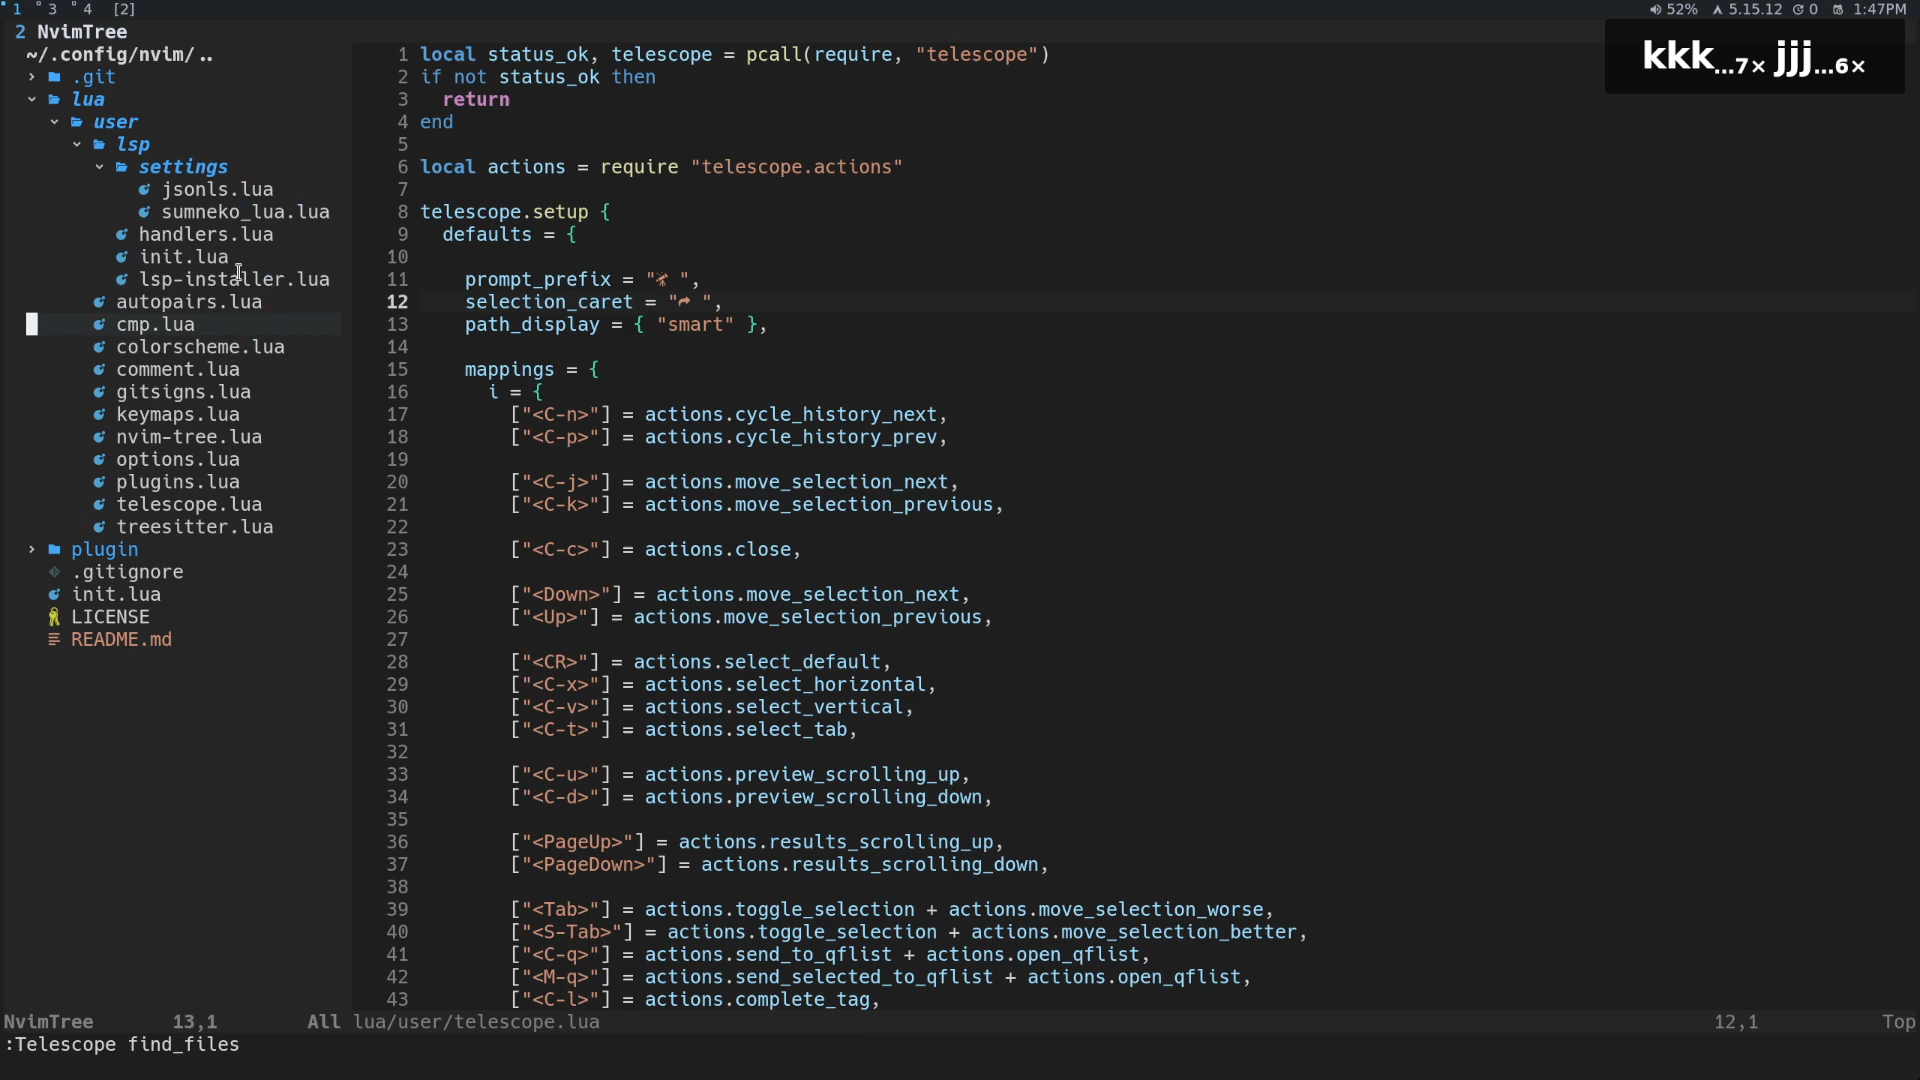 1 3 4 [2]
52% 5.15.12 0 1:47PM
kkk...7× jjj...6×
2 NvimTree
~/.config/nvim/..
.git
lua
user
lsp
settings
jsonls.lua
sumneko_lua.lua
handlers.lua
init.lua
lsp-installer.lua
autopairs.lua
cmp.lua
colorscheme.lua
comment.lua
gitsigns.lua
keymaps.lua
nvim-tree.lua
options.lua
plugins.lua
telescope.lua
treesitter.lua
plugin
.gitignore
init.lua
LICENSE
README.md
1 local status_ok, telescope = pcall(require, "telescope")
2 if not status_ok then
3   return
4 end
5
6 local actions = require "telescope.actions"
7
8 telescope.setup {
9   defaults = {
10
11     prompt_prefix = " ",
12     selection_caret = " ",
13     path_display = { "smart" },
14
15     mappings = {
16       i = {
17         ["<C-n>"] = actions.cycle_history_next,
18         ["<C-p>"] = actions.cycle_history_prev,
19
20         ["<C-j>"] = actions.move_selection_next,
21         ["<C-k>"] = actions.move_selection_previous,
22
23         ["<C-c>"] = actions.close,
24
25         ["<Down>"] = actions.move_selection_next,
26         ["<Up>"] = actions.move_selection_previous,
27
28         ["<CR>"] = actions.select_default,
29         ["<C-x>"] = actions.select_horizontal,
30         ["<C-v>"] = actions.select_vertical,
31         ["<C-t>"] = actions.select_tab,
32
33         ["<C-u>"] = actions.preview_scrolling_up,
34         ["<C-d>"] = actions.preview_scrolling_down,
35
36         ["<PageUp>"] = actions.results_scrolling_up,
37         ["<PageDown>"] = actions.results_scrolling_down,
38
39         ["<Tab>"] = actions.toggle_selection + actions.move_selection_worse,
40         ["<S-Tab>"] = actions.toggle_selection + actions.move_selection_better,
41         ["<C-q>"] = actions.send_to_qflist + actions.open_qflist,
42         ["<M-q>"] = actions.send_selected_to_qflist + actions.open_qflist,
43         ["<C-l>"] = actions.complete_tag,
NvimTree 13,1 All lua/user/telescope.lua 12,1 Top
:Telescope find_files